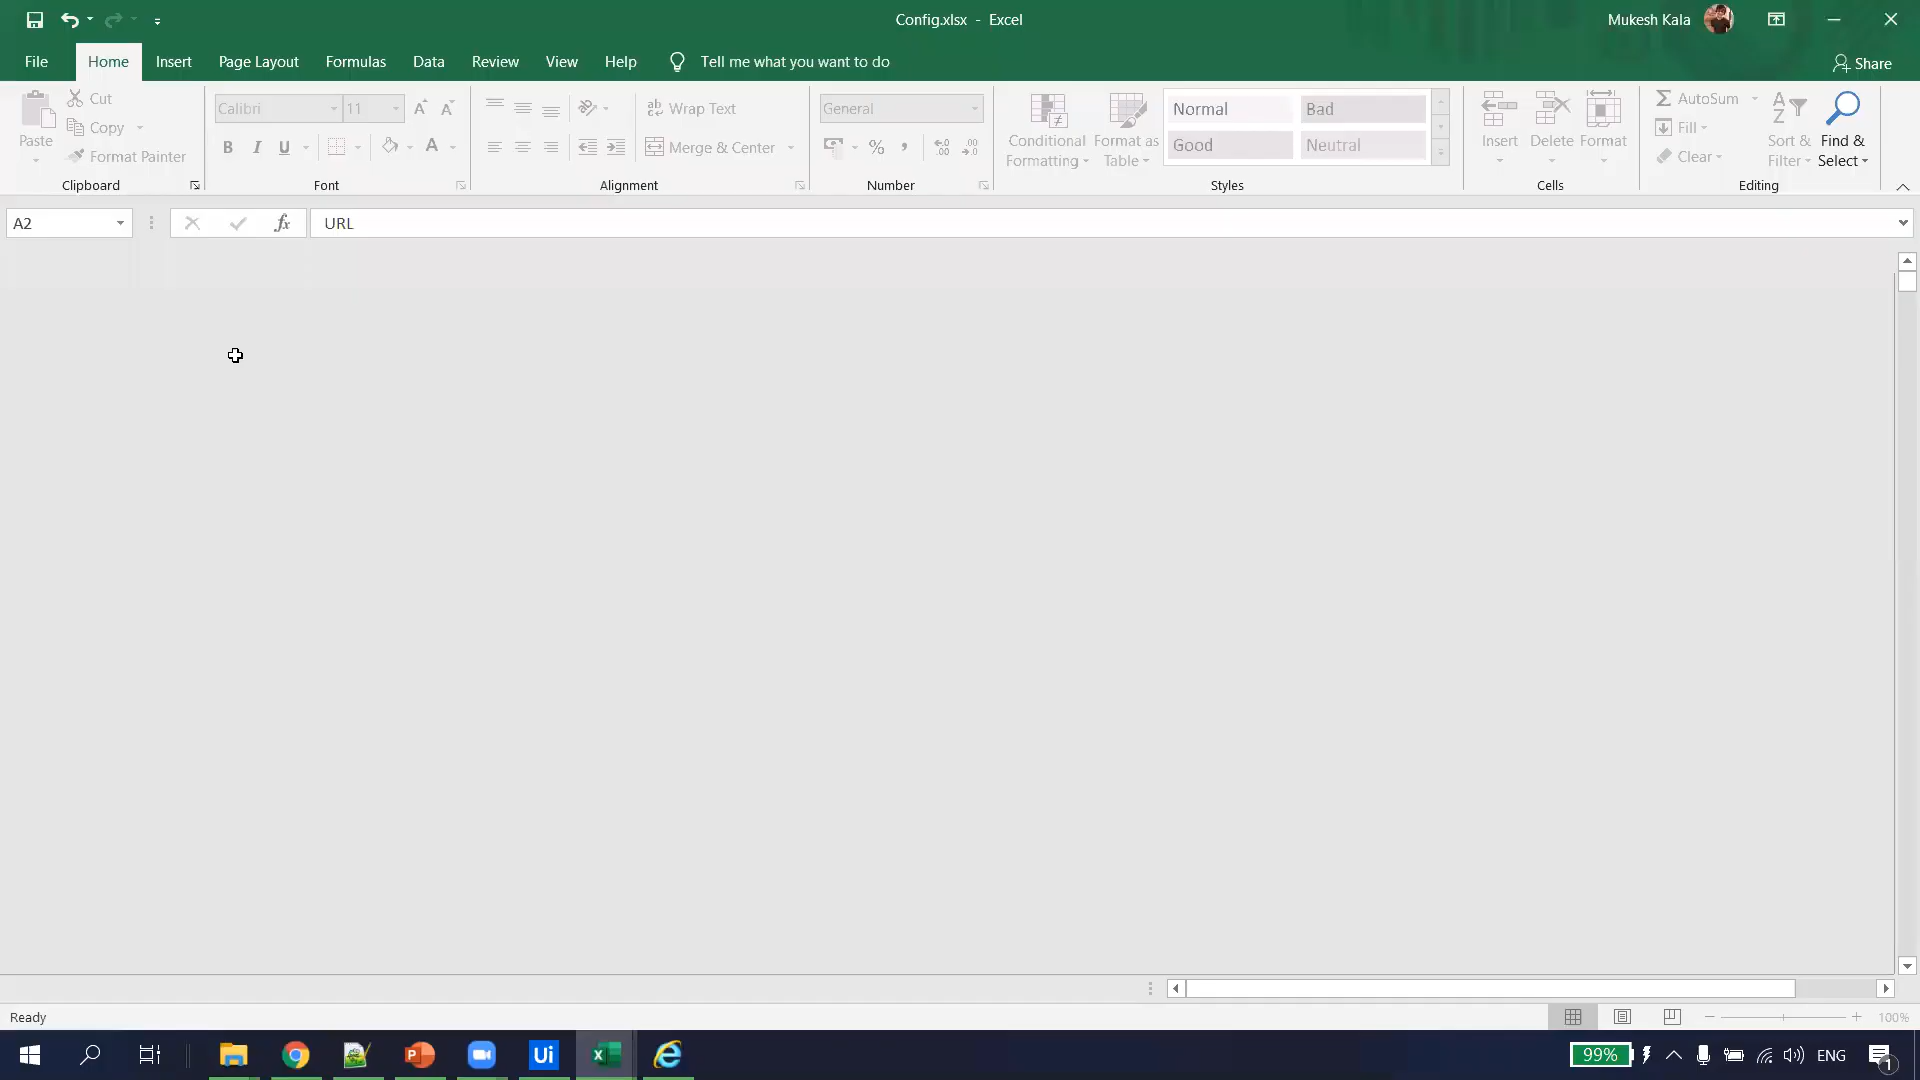 Config.xlsx - Excel
Mukesh Kala
File
Home
Insert
Page Layout
Formulas
Data
Review
View
Help
Tell me what you want to do
Share
Paste
Cut
Copy
Format Painter
Clipboard
Calibri
11
B I U
Font
Wrap Text
Merge & Center
Alignment
General
%
Number
Conditional
Formatting
Format as
Table
Normal
Bad
Good
Neutral
Styles
Insert
Delete
Format
Cells
AutoSum
Fill
Clear
Sort &
Filter
Find &
Select
Editing
A2
fx
URL
Ready
100%
Ui
99%
ENG
1